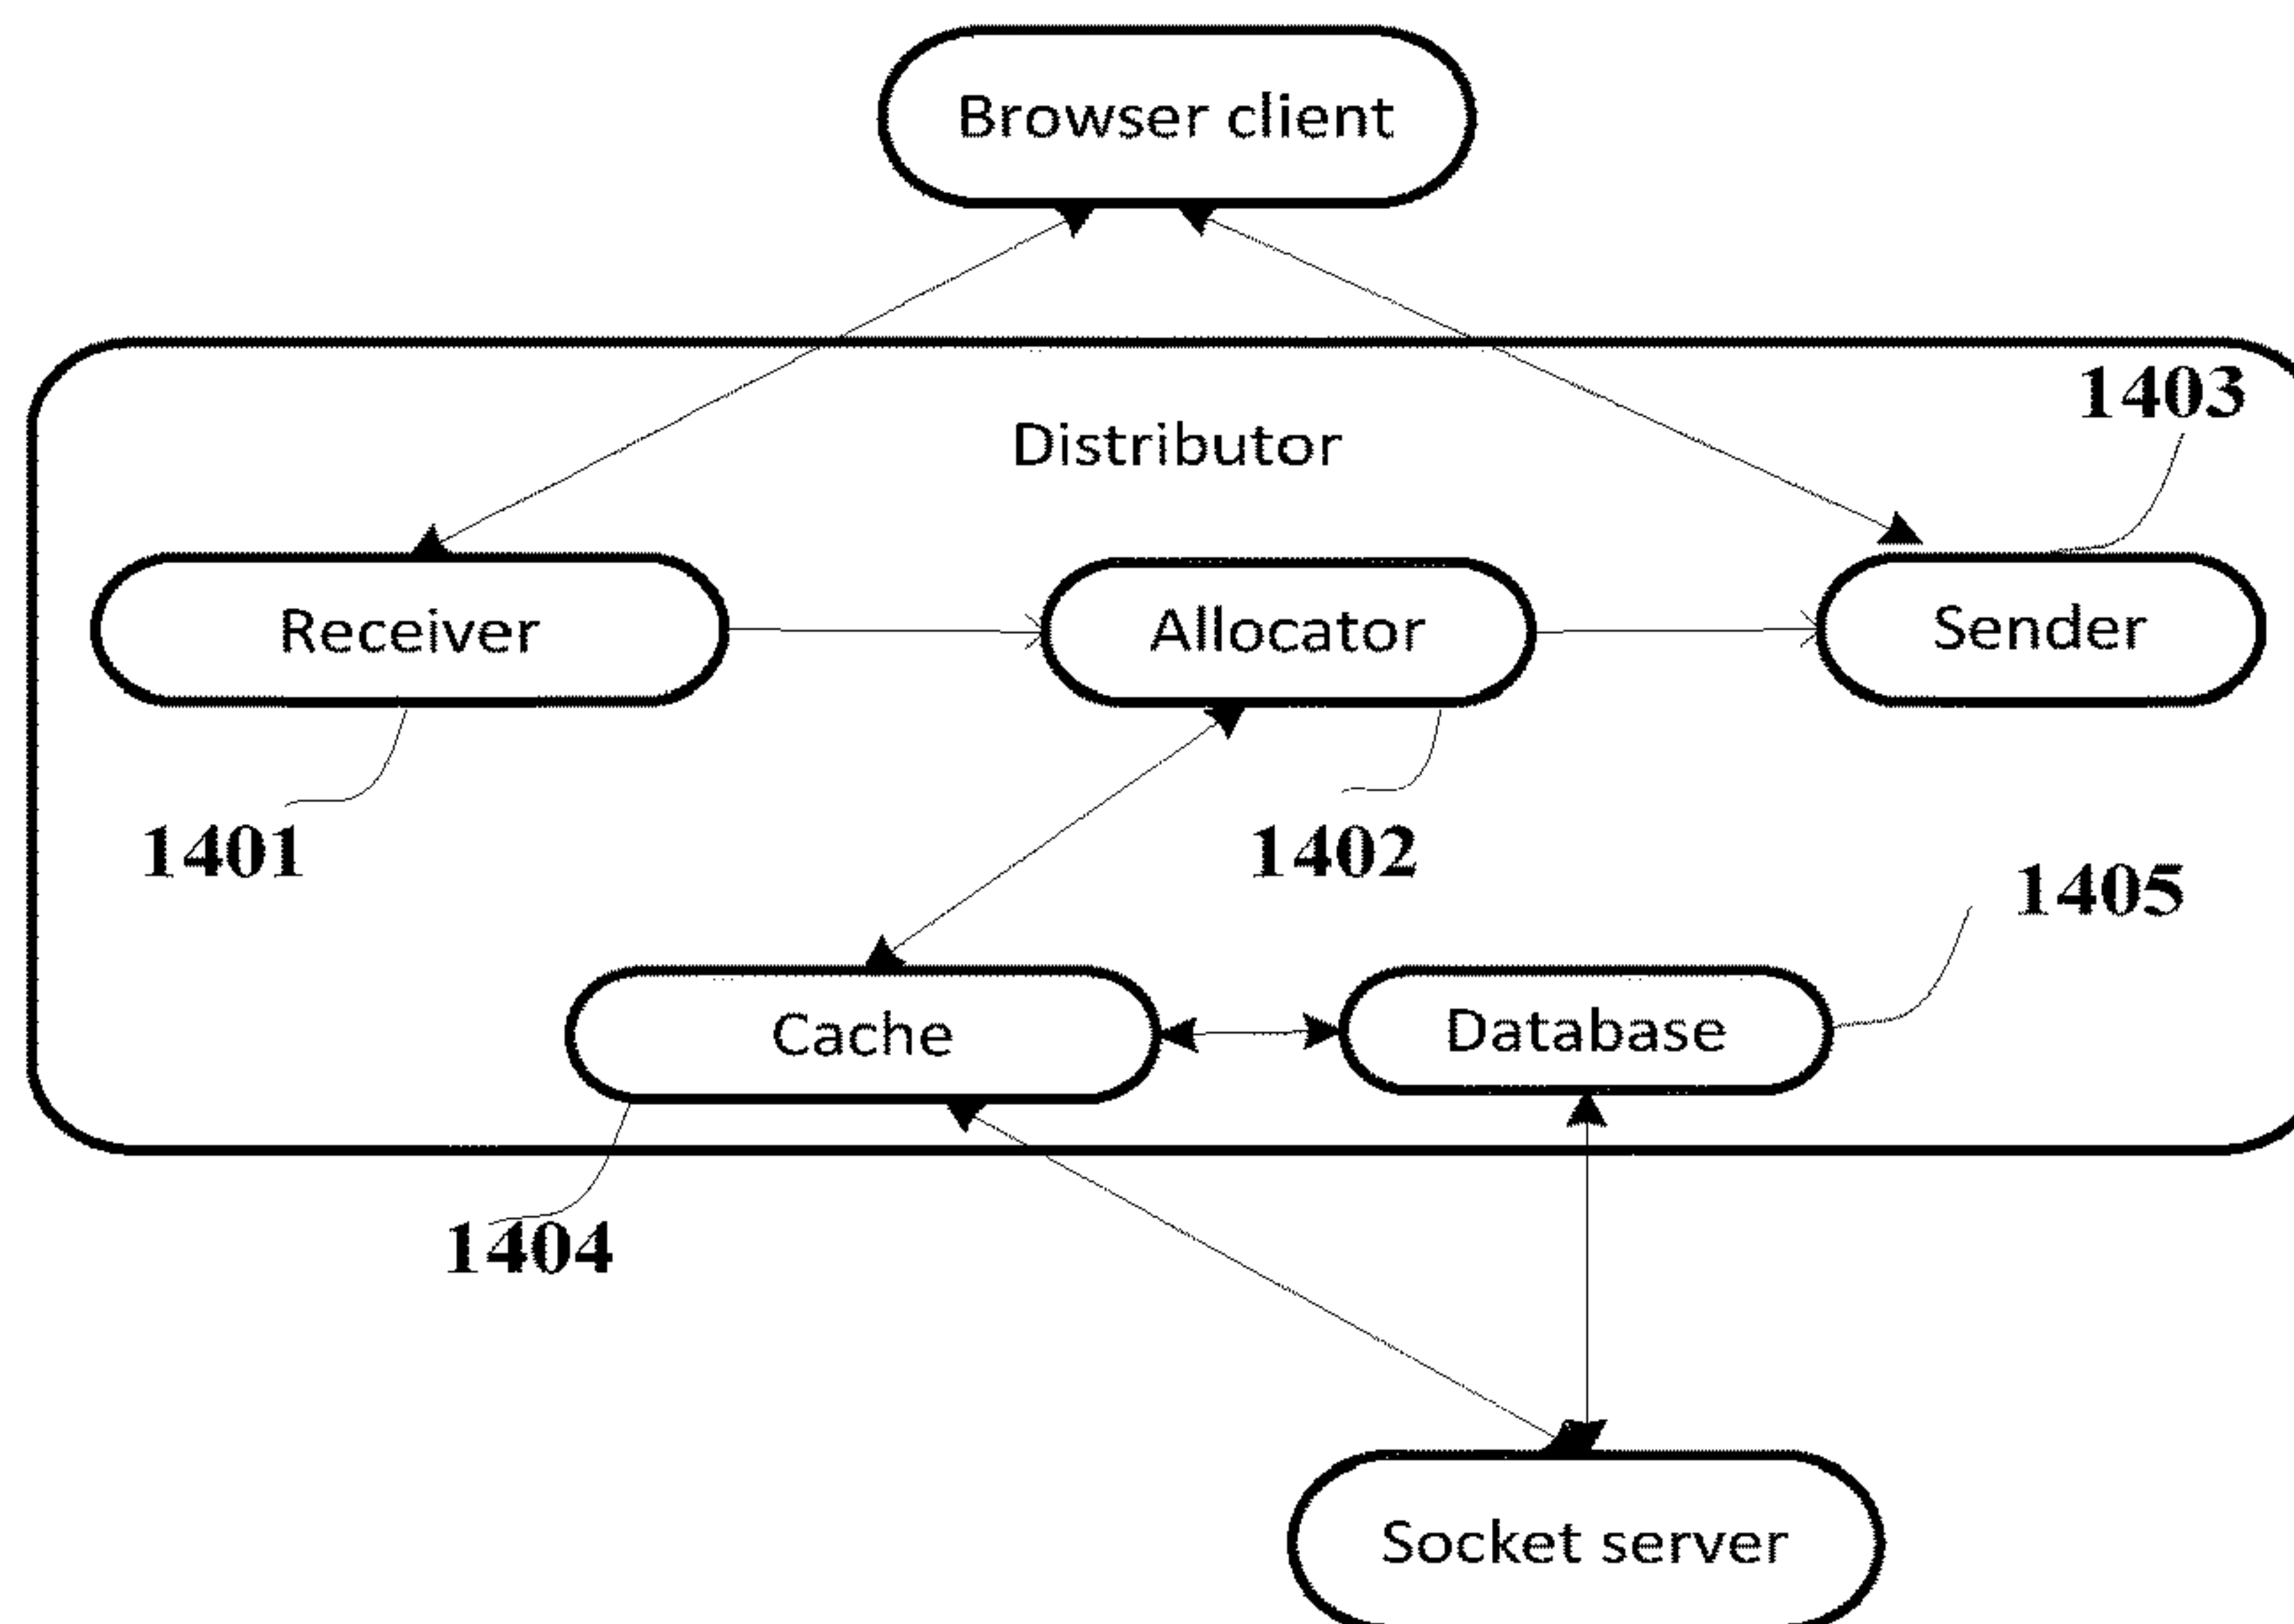 Browser client
1403
Distributor
Receiver
Allocator
Sender
1401
1402
1405
Cache
Database
1404
Socket server